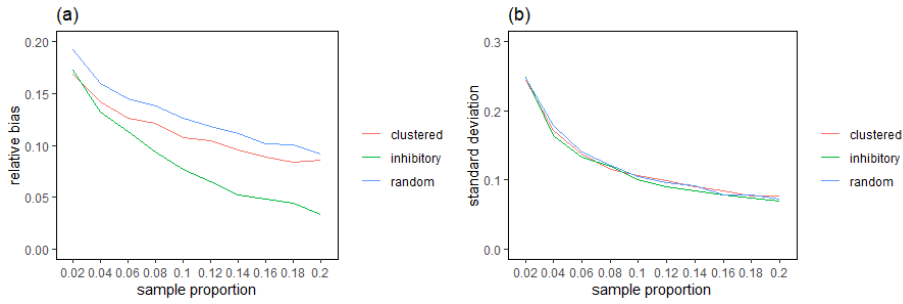 (a)
relative bias
0.20
0.15
0.10
0.05
0.00
0.02 0.04 0.06 0.08 0.1 0.12 0.14 0.16 0.18 0.2
sample proportion
clustered
inhibitory
random
(b)
standard deviation
0.3
0.2
0.1
0.0
0.02 0.04 0.06 0.08 0.1 0.12 0.14 0.16 0.18 0.2
sample proportion
clustered
inhibitory
random